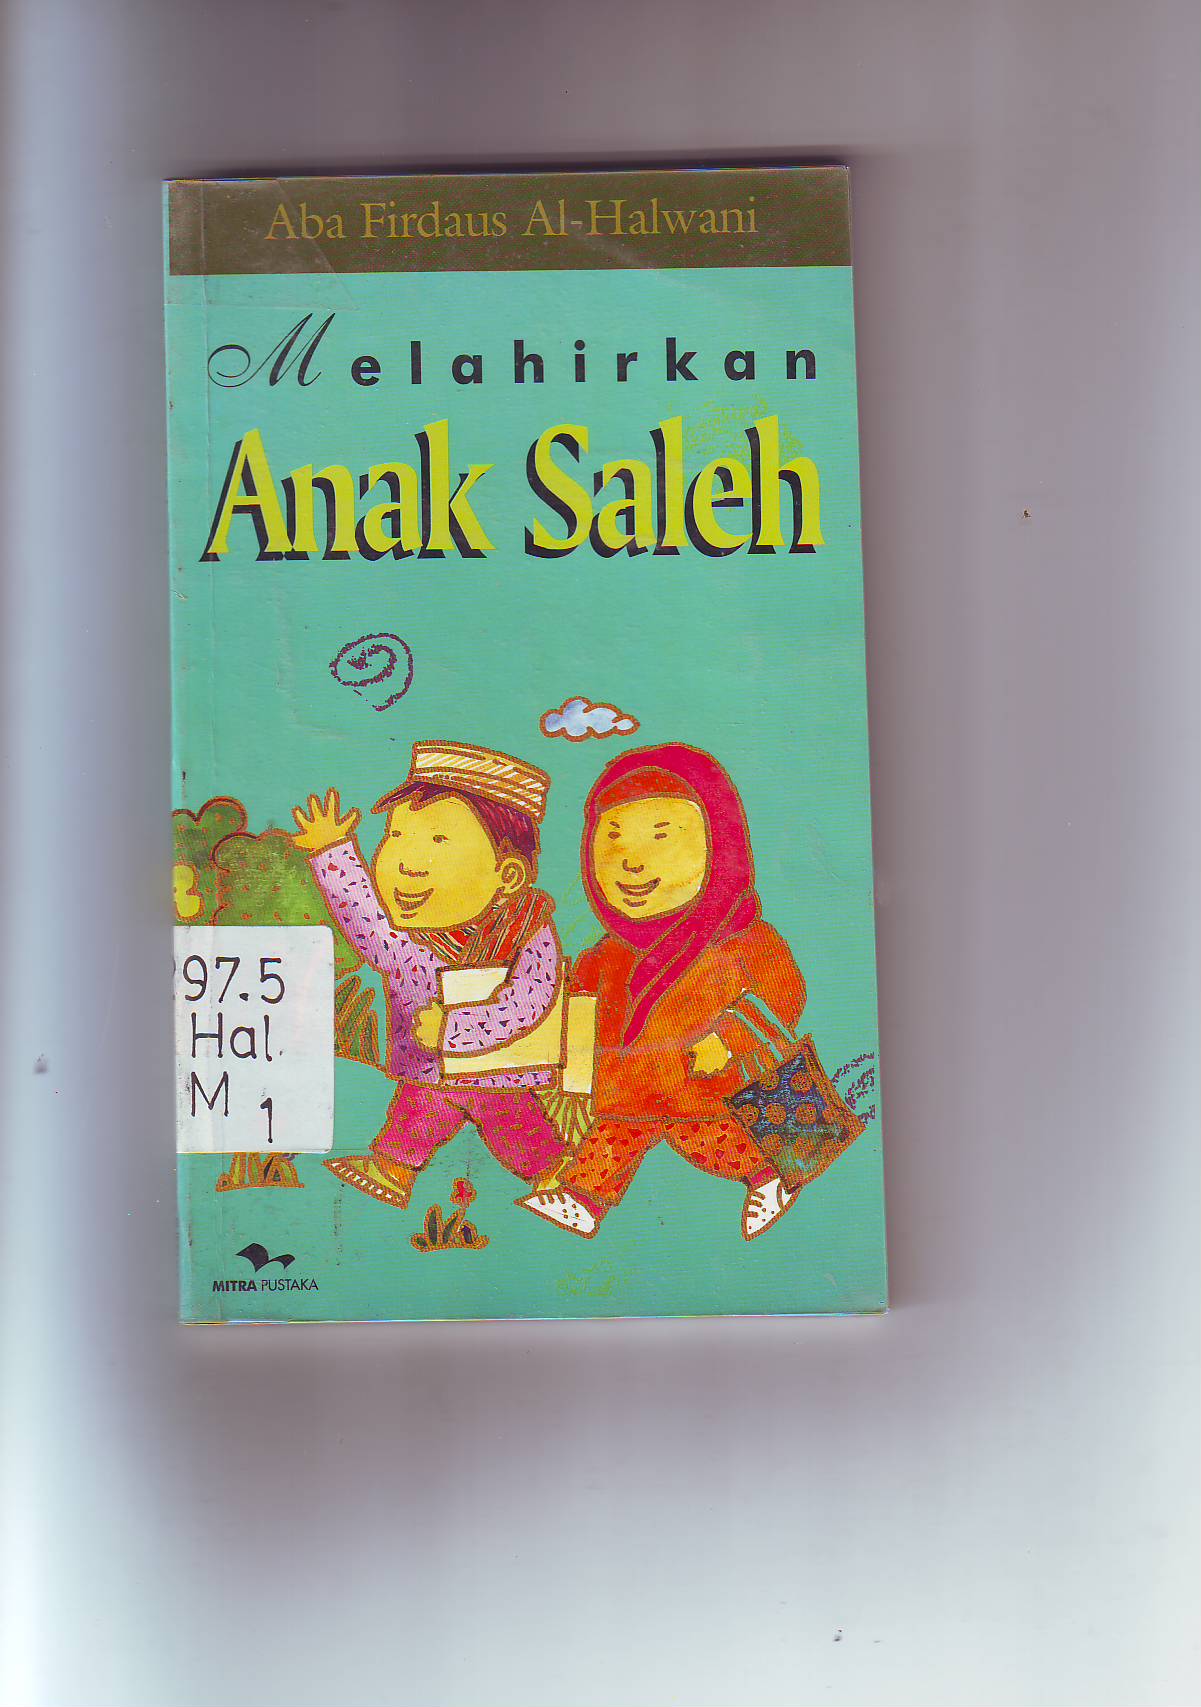 Aba Firdaus Al-Halwani
Melahirkan
Anak Saleh
97.5
Hal.
M 1
MITRA PUSTAKA